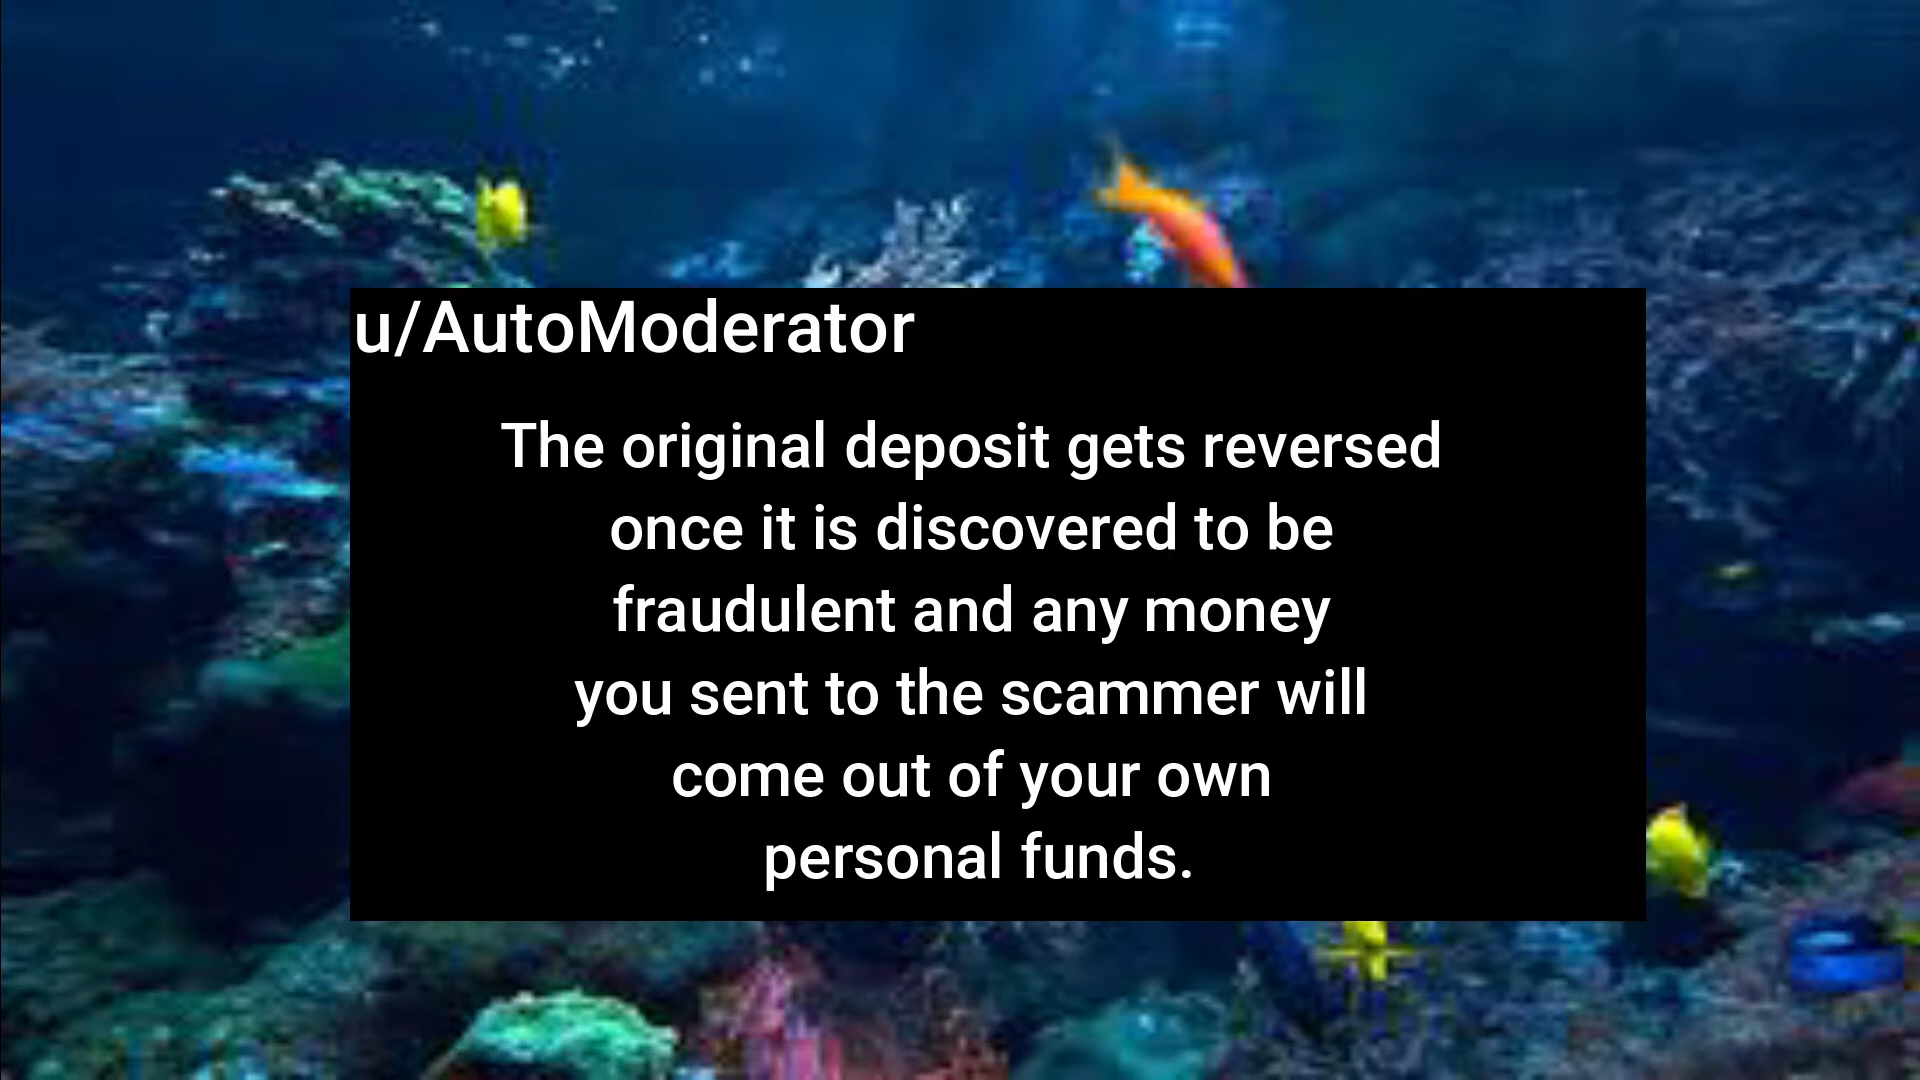 u/AutoModerator
The original deposit gets reversed
once it is discovered to be
fraudulent and any money
you sent to the scammer will
come out of your own
personal funds.